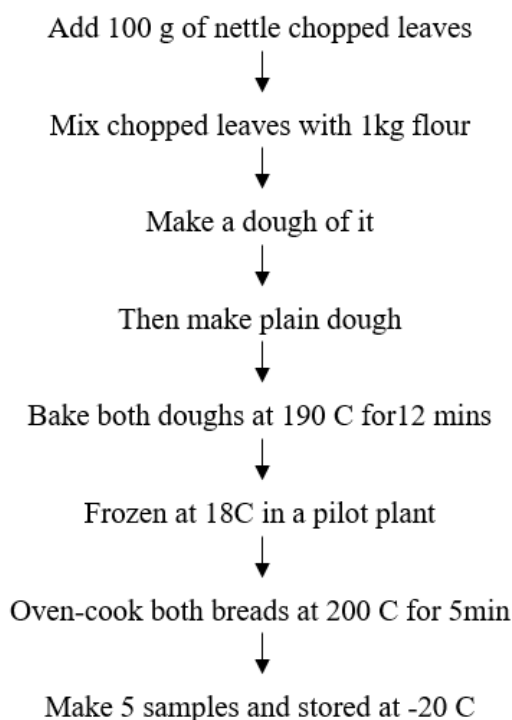 Add 100 g of nettle chopped leaves
Mix chopped leaves with 1kg flour
Make a dough of it
Then make plain dough
Bake both doughs at 190 C for12 mins
Frozen at 18C in a pilot plant
Oven-cook both breads at 200 C for 5min
Make 5 samples and stored at -20 C